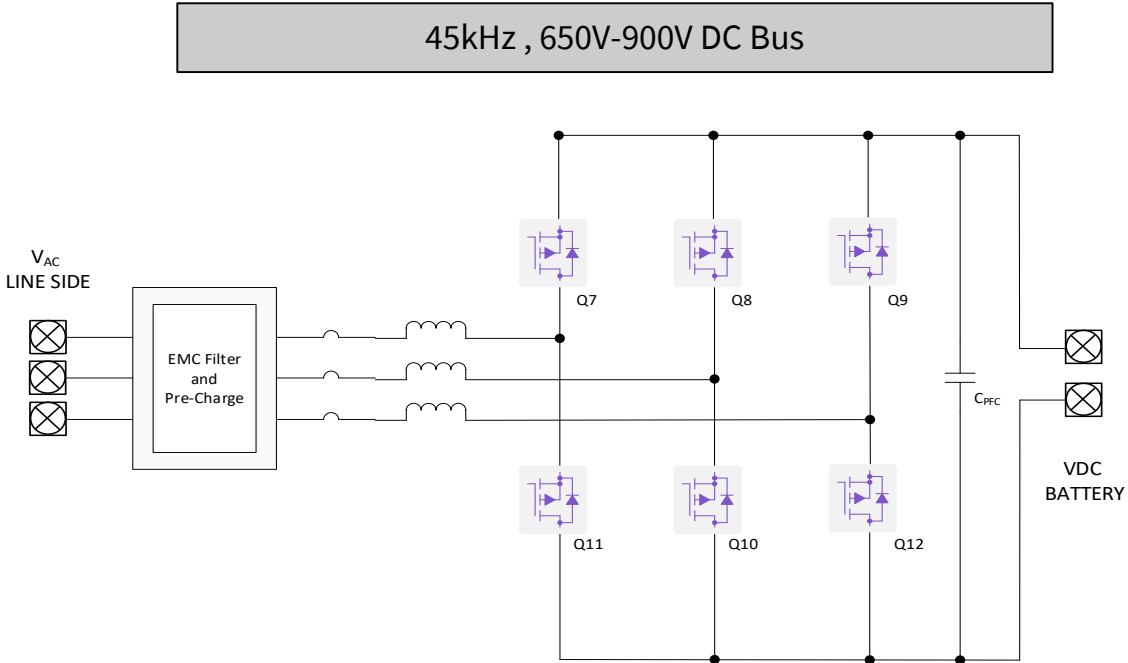 45kHz , 650V-900V DC Bus
VAC
LINE SIDE
EMC Filter
and
Pre-Charge
Q7
Q8
Q9
CPFC
Q11
Q10
Q12
VDC
BATTERY